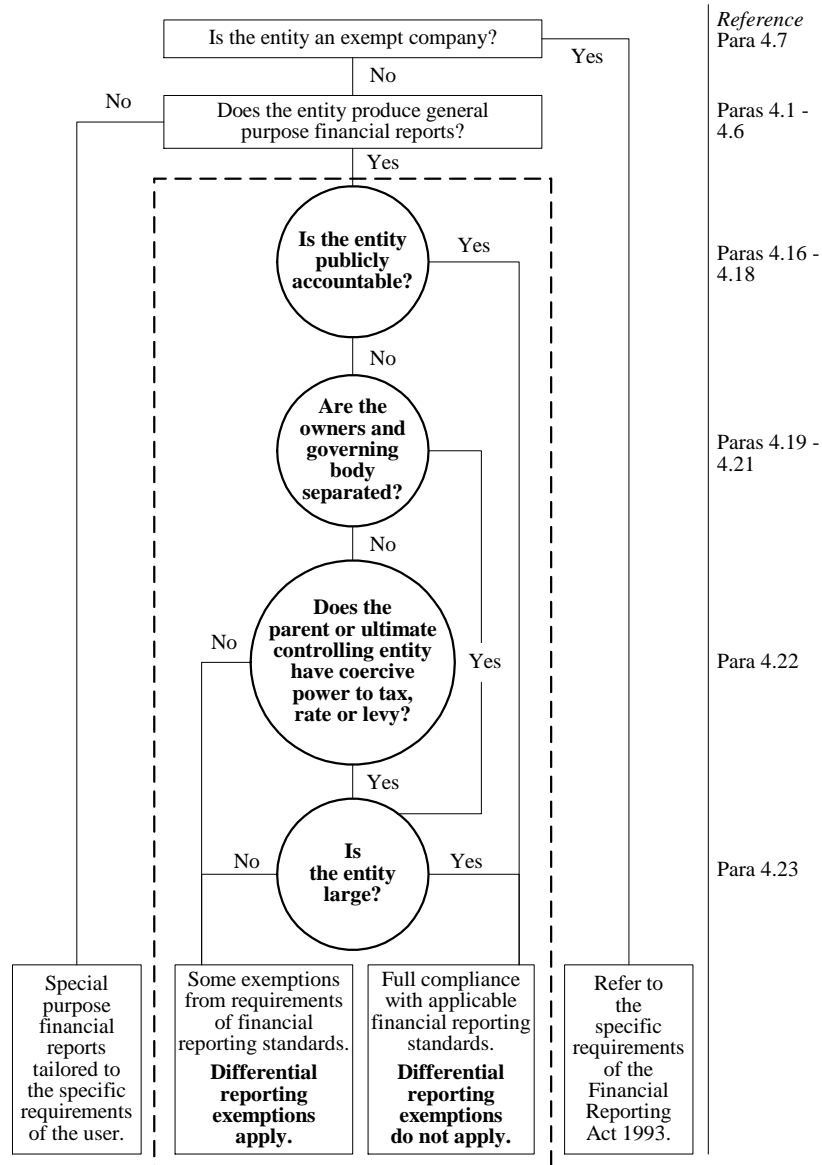 Reference
Is the entity an exempt company?
Para 4.7
Yes
No
No
Does the entity produce general
purpose financial reports?
Paras 4.1 -
4.6
Yes
Is the entity
publicly
accountable?
Yes
Paras 4.16 -
4.18
No
Are the
owners and
governing
body
separated?
Paras 4.19 -
4.21
No
Does the
parent or ultimate
controlling entity
have coercive
power to tax,
rate or levy?
No
Yes
Para 4.22
Yes
Is
the entity
large?
No
Yes
Para 4.23
Special
purpose
financial
reports
tailored to
the specific
requirements
of the user.
Some exemptions
from requirements
of financial
reporting standards.
Differential
reporting
exemptions
apply.
Full compliance
with applicable
financial reporting
standards.
Differential
reporting
exemptions
do not apply.
Refer to
the
specific
requirements
of the
Financial
Reporting
Act 1993.